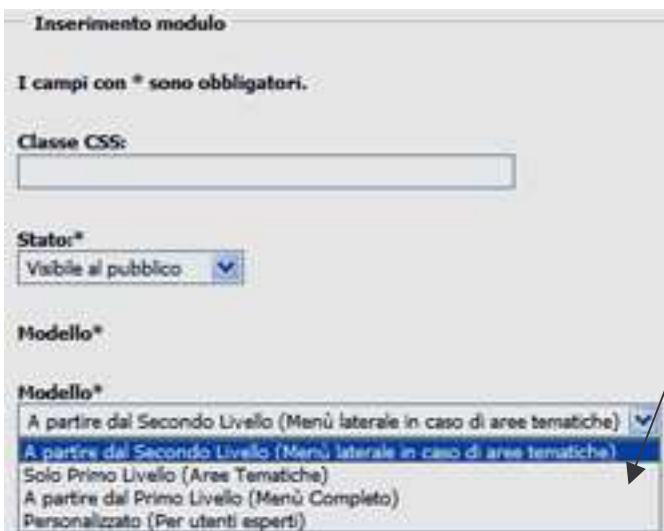 Inserimento modulo
I campi con * sono obbligatori.
Classe CSS:
Stato:*
Visibile al pubblico
Modello*
Modello*
A partire dal Secondo Livello (Menù laterale in caso di aree tematiche)
A partire dal Secondo Livello (Menù laterale in caso di aree tematiche)
Solo Primo Livello (Aree Tematiche)
A partire dal Primo Livello (Menù Completo)
Personalizzato (Per utenti esperti)